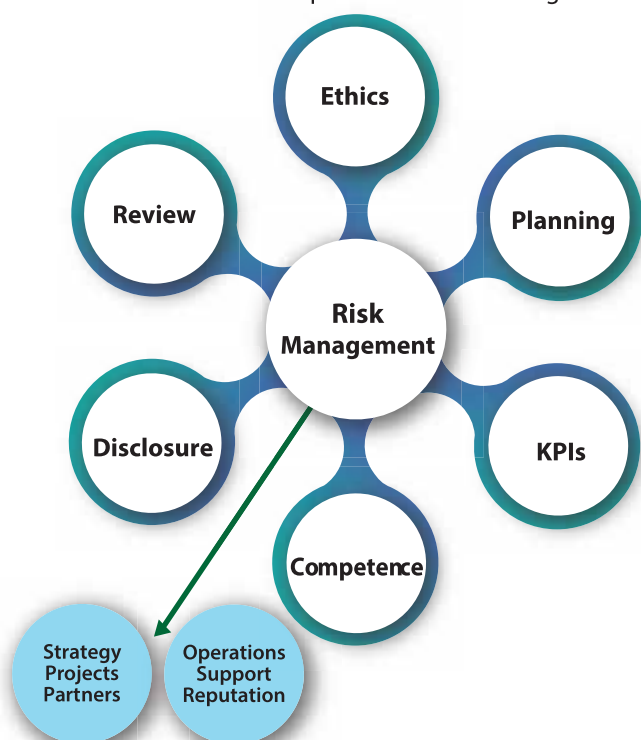 Ethics
Review
Planning
Risk
Management
Disclosure
KPIs
Competence
Strategy
Projects
Partners
Operations
Support
Reputation